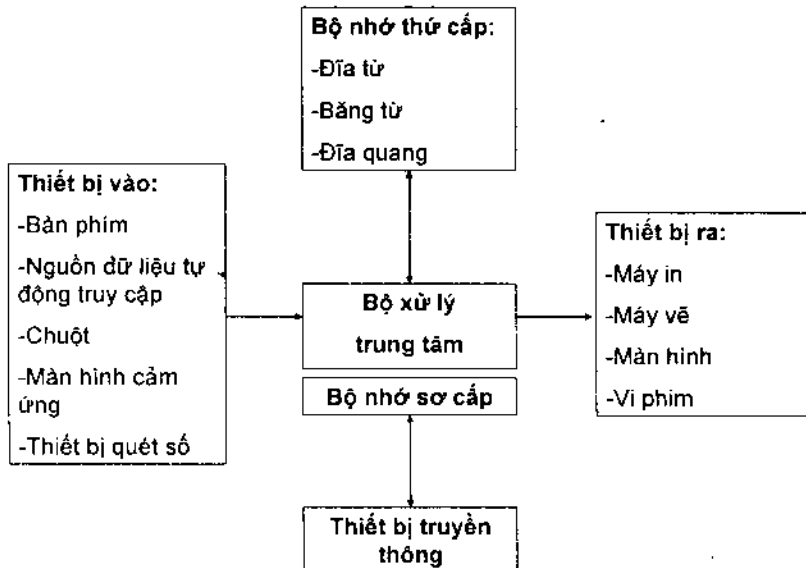 Bộ nhớ thứ cấp:
-Đĩa từ
-Băng từ
-Đĩa quang
Thiết bị vào:
-Bàn phím
-Nguồn dữ liệu tự
động truy cập
-Chuột
-Màn hình cảm
ứng
-Thiết bị quét số
Bộ xử lý
trung tâm
Bộ nhớ sơ cấp
Thiết bị truyền
thông
Thiết bị ra:
-Máy in
-Máy vẽ
-Màn hình
-Vi phim